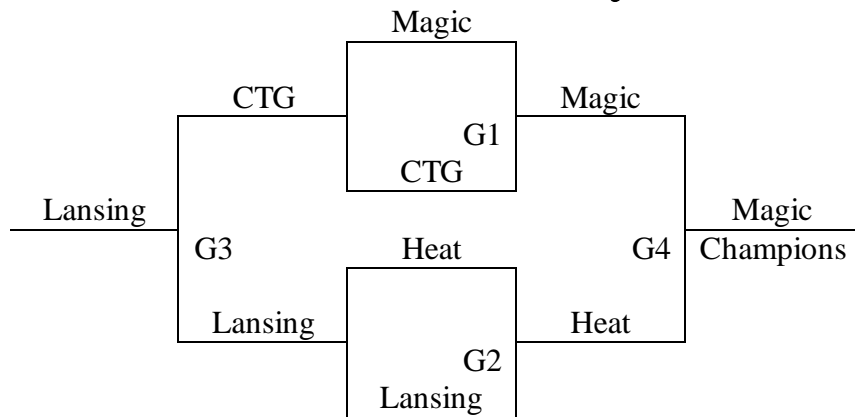 Magic
CTG Magic
G1
CTG
Lansing Magic
G3 Heat G4 Champions
Lansing Heat
G2
Lansing